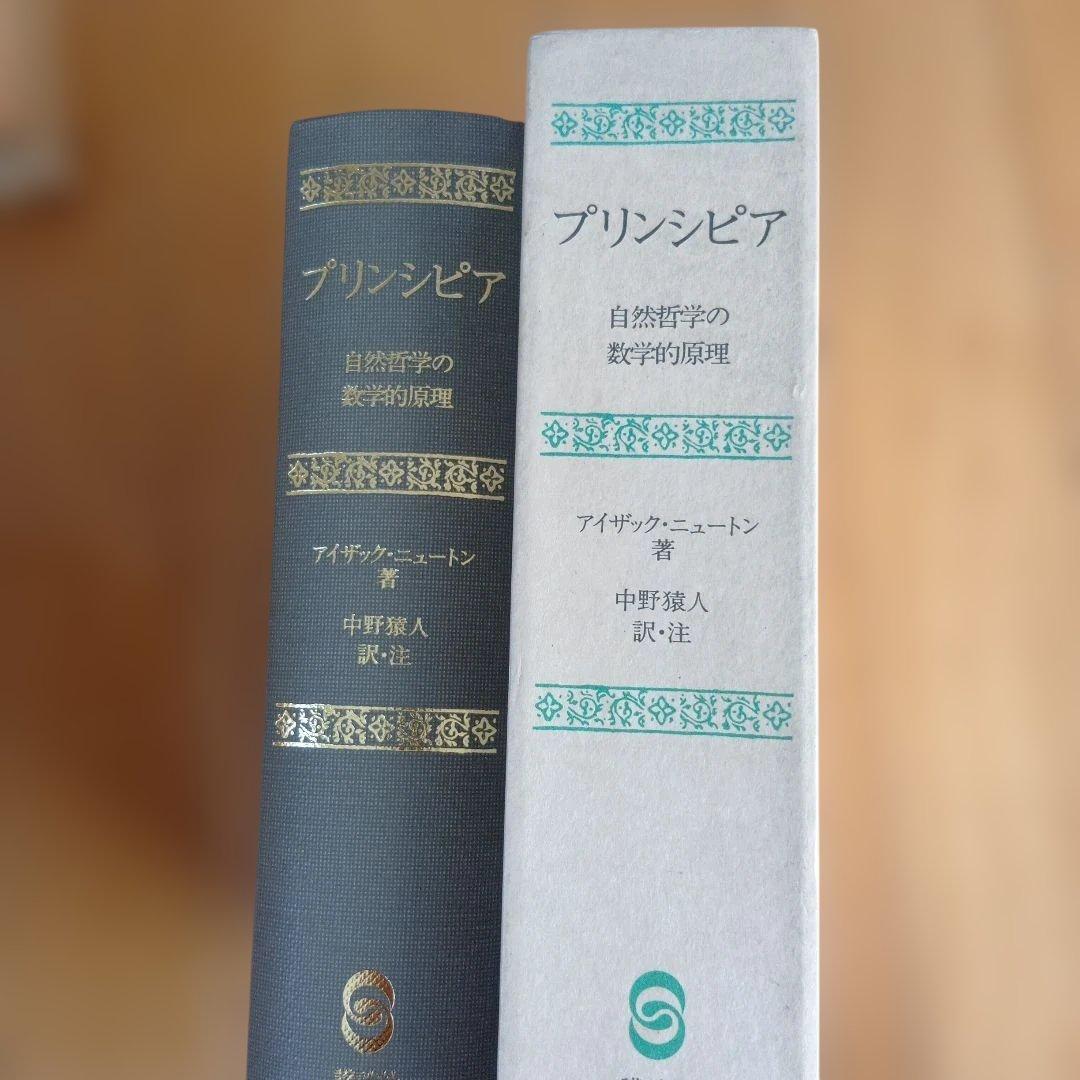 プリンシピア
自然哲学の
数学的原理
アイザック・ニュートン
著
中野猿人
訳・注
プリンシピア
自然哲学の
数学的原理
アイザック・ニュートン
著
中野猿人
訳・注